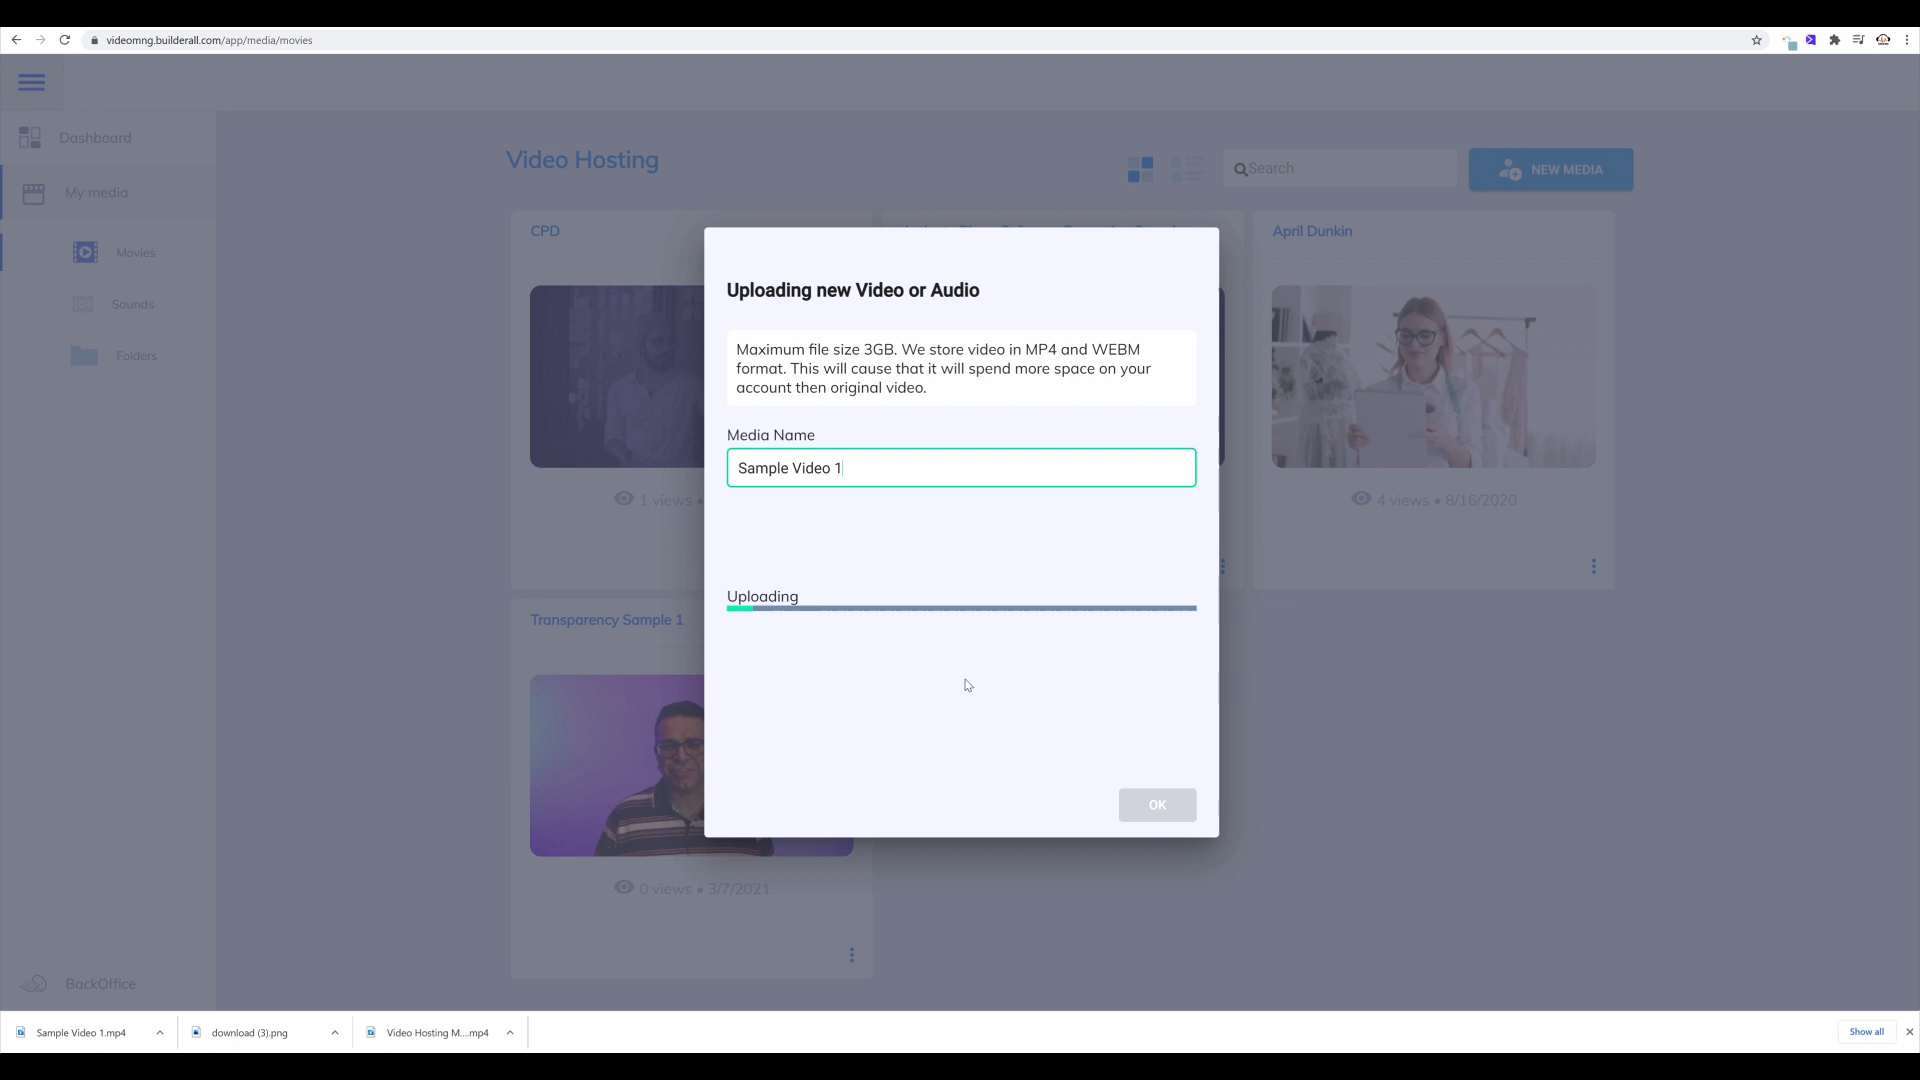 videomng.builderall.com/app/media/movies
Dashboard
My media
Movies
Sounds
Folders
BackOffice
Video Hosting
Search
NEW MEDIA
CPD
April Dunkin
1 views •
4 views • 8/16/2020
Transparency Sample 1
0 views • 3/7/2021
Uploading new Video or Audio
Maximum file size 3GB. We store video in MP4 and WEBM
format. This will cause that it will spend more space on your
account then original video.
Media Name
Sample Video 1
Uploading
OK
Sample Video 1.mp4
download (3).png
Video Hosting M....mp4
Show all